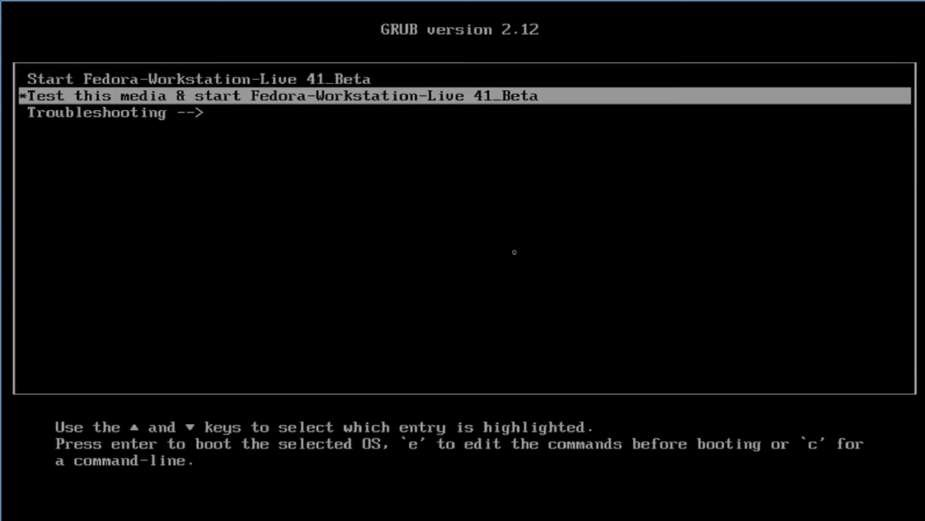 GRUB version 2.12
Start Fedora-Workstation-Live 41_Beta
*Test this media & start Fedora-Workstation-Live 41_Beta
Troubleshooting -->
Use the ▲ and ▼ keys to select which entry is highlighted.
Press enter to boot the selected OS, `e' to edit the commands before booting or `c' for
a command-line.